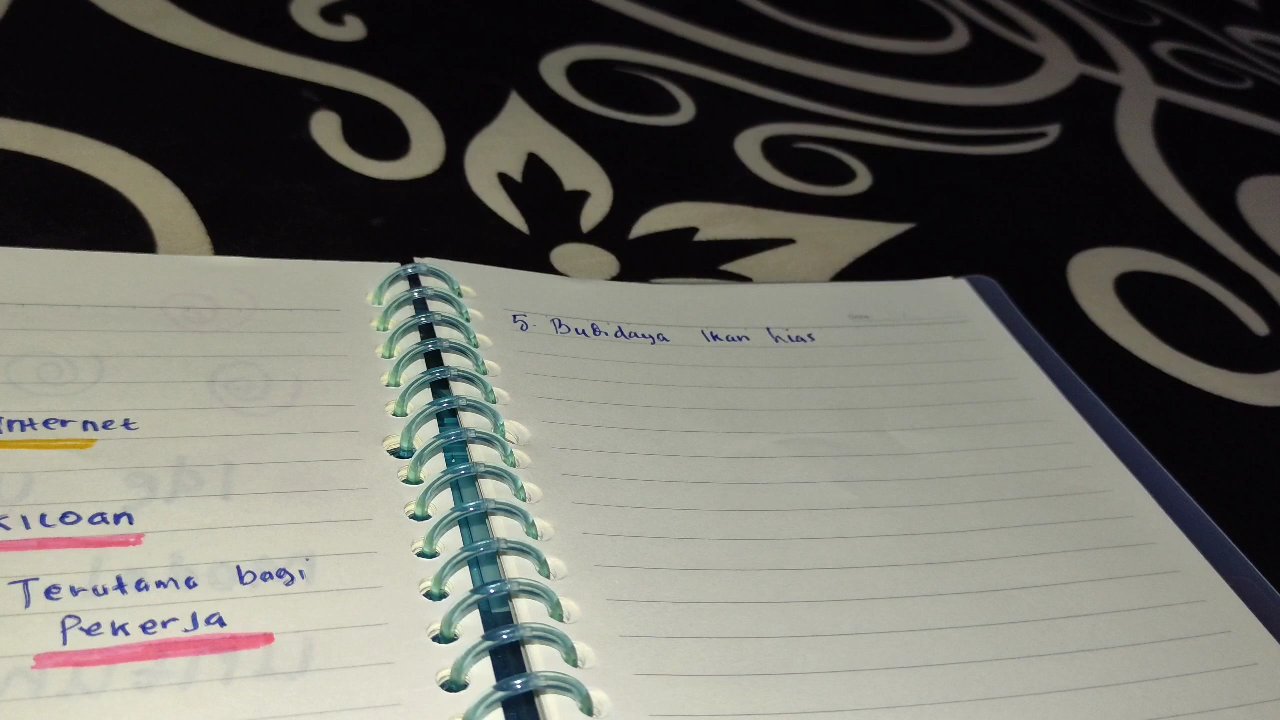 Internet
KILOAN
Terutama bagi
Pekerja
5. Budidaya Ikan hias